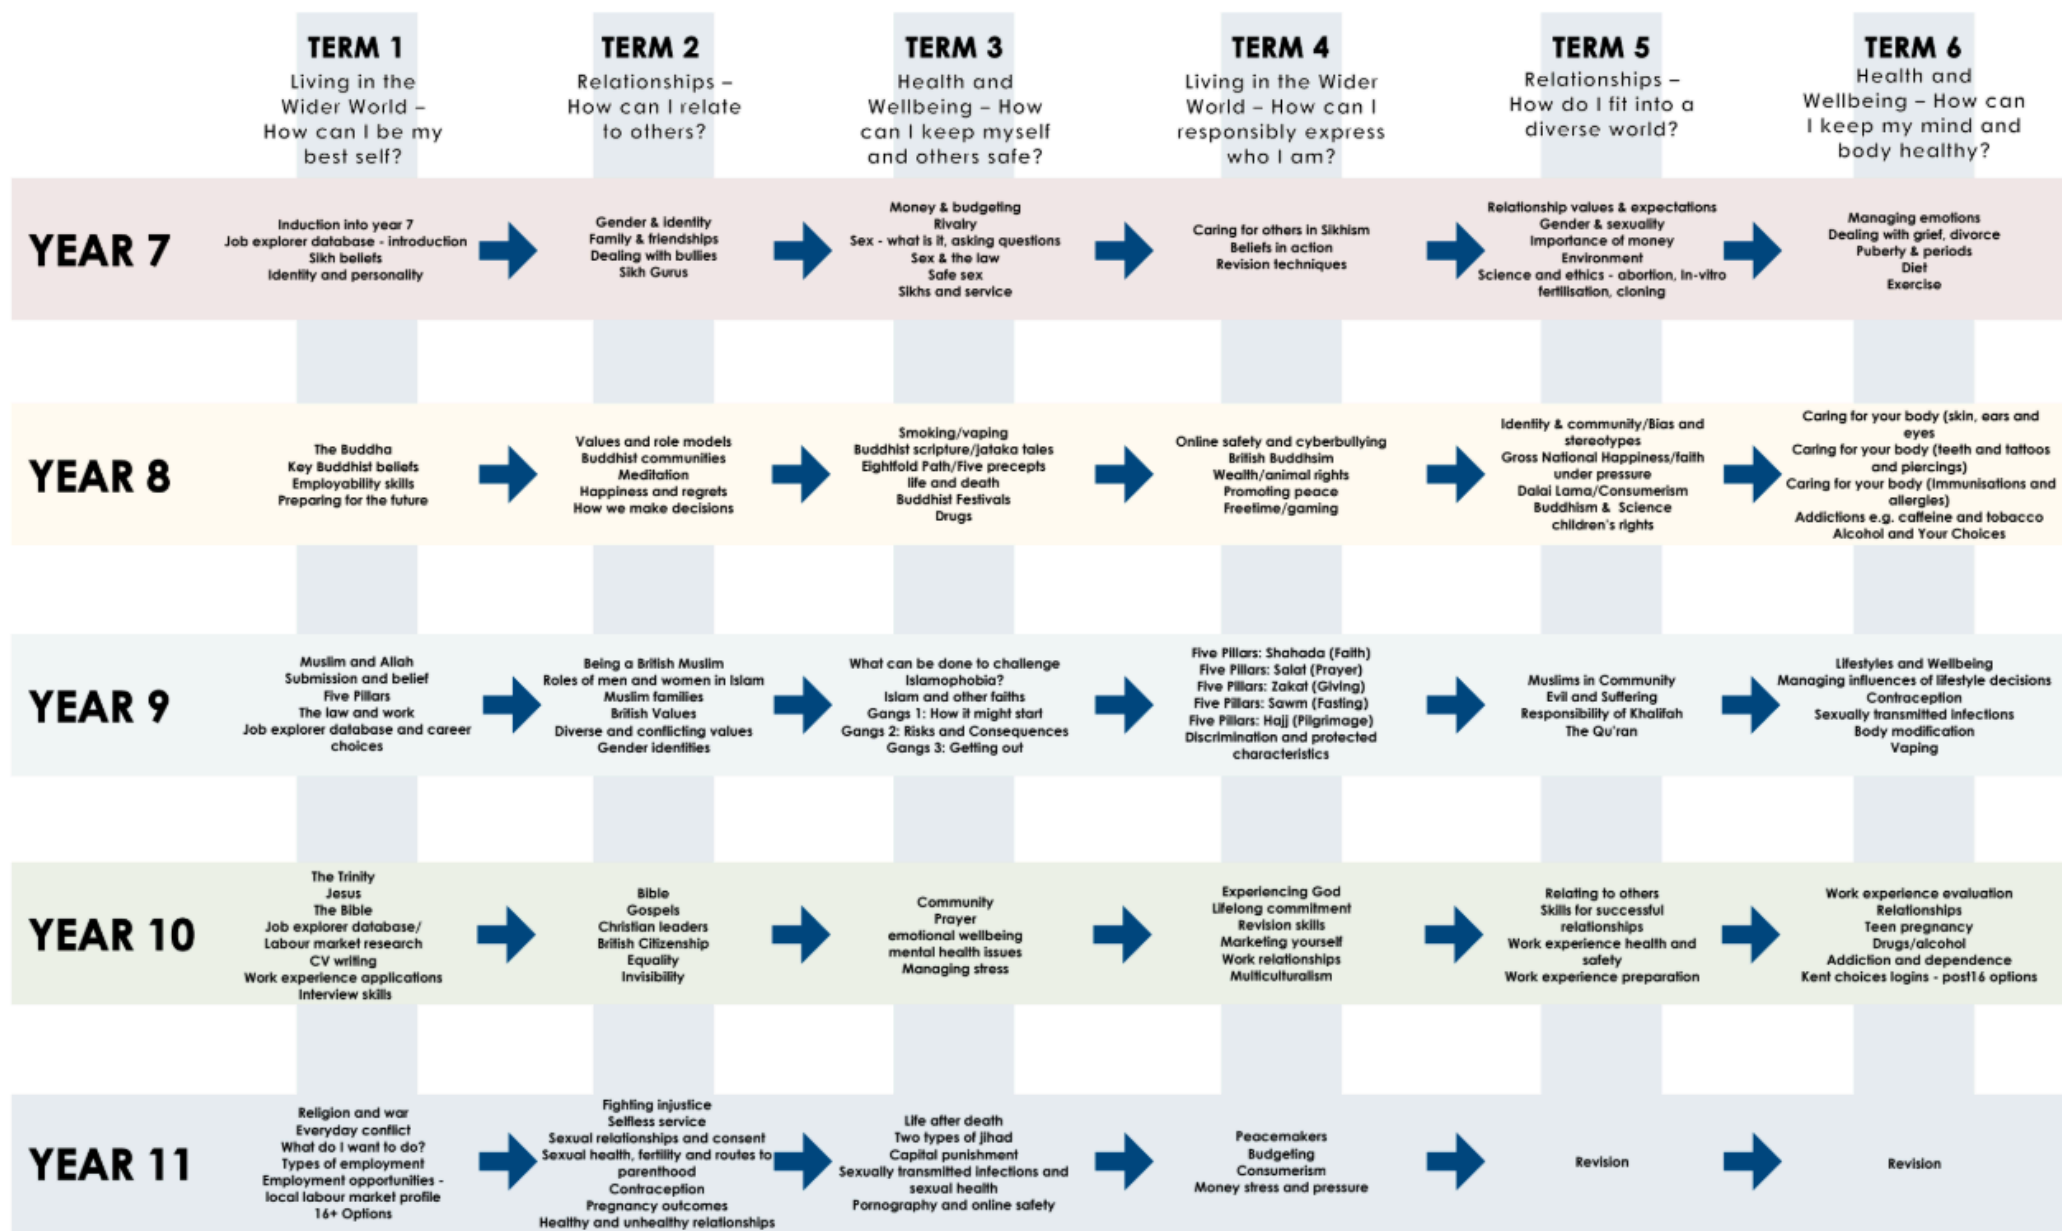 TERM 1
Living in the
Wider World –
How can I be my
best self?
TERM 2
Relationships –
How can I relate
to others?
TERM 3
Health and
Wellbeing – How
can I keep myself
and others safe?
TERM 4
Living in the Wider
World – How can I
responsibly express
who I am?
TERM 5
Relationships –
How do I fit into a
diverse world?
TERM 6
Health and
Wellbeing – How can
I keep my mind and
body healthy?
YEAR 7
Induction into year 7
Job explorer database - introduction
Sikh beliefs
Identity and personality
Gender & identity
Family & friendships
Dealing with bullies
Sikh Gurus
Money & budgeting
Rivalry
Sex - what is it, asking questions
Sex & the law
Safe sex
Sikhs and service
Caring for others in Sikhism
Beliefs in action
Revision techniques
Relationship values & expectations
Gender & sexuality
Importance of money
Environment
Science and ethics - abortion, In-vitro
fertilisation, cloning
Managing emotions
Dealing with grief, divorce
Puberty & periods
Diet
Exercise
YEAR 8
The Buddha
Key Buddhist beliefs
Employability skills
Preparing for the future
Values and role models
Buddhist communities
Meditation
Happiness and regrets
How we make decisions
Smoking/vaping
Buddhist scripture/jataka tales
Eightfold Path/Five precepts
life and death
Buddhist Festivals
Drugs
Online safety and cyberbullying
British Buddhsim
Wealth/animal rights
Promoting peace
Freetime/gaming
Identity & community/Bias and
stereotypes
Gross National Happiness/faith
under pressure
Dalai Lama/Consumerism
Buddhism & Science
children's rights
Caring for your body (skin, ears and
eyes
Caring for your body (teeth and tattoos
and piercings)
Caring for your body (Immunisations and
allergies)
Addictions e.g. caffeine and tobacco
Alcohol and Your Choices
YEAR 9
Muslim and Allah
Submission and belief
Five Pillars
The law and work
Job explorer database and career
choices
Being a British Muslim
Roles of men and women in Islam
Muslim families
British Values
Diverse and conflicting values
Gender identities
What can be done to challenge
Islamophobia?
Islam and other faiths
Gangs 1: How it might start
Gangs 2: Risks and Consequences
Gangs 3: Getting out
Five Pillars: Shahada (Faith)
Five Pillars: Salat (Prayer)
Five Pillars: Zakat (Giving)
Five Pillars: Sawm (Fasting)
Five Pillars: Hajj (Pilgrimage)
Discrimination and protected
characteristics
Muslims in Community
Evil and Suffering
Responsibility of Khalifah
The Qu'ran
Lifestyles and Wellbeing
Managing influences of lifestyle decisions
Contraception
Sexually transmitted infections
Body modification
Vaping
YEAR 10
The Trinity
Jesus
The Bible
Job explorer database/
Labour market research
CV writing
Work experience applications
Interview skills
Bible
Gospels
Christian leaders
British Citizenship
Equality
Invisibility
Community
Prayer
emotional wellbeing
mental health issues
Managing stress
Experiencing God
Lifelong commitment
Revision skills
Marketing yourself
Work relationships
Multiculturalism
Relating to others
Skills for successful
relationships
Work experience health and
safety
Work experience preparation
Work experience evaluation
Relationships
Teen pregnancy
Drugs/alcohol
Addiction and dependence
Kent choices logins - post16 options
YEAR 11
Religion and war
Everyday conflict
What do I want to do?
Types of employment
Employment opportunities -
local labour market profile
16+ Options
Fighting injustice
Selfless service
Sexual relationships and consent
Sexual health, fertility and routes to
parenthood
Contraception
Pregnancy outcomes
Healthy and unhealthy relationships
Life after death
Two types of jihad
Capital punishment
Sexually transmitted infections and
sexual health
Pornography and online safety
Peacemakers
Budgeting
Consumerism
Money stress and pressure
Revision
Revision